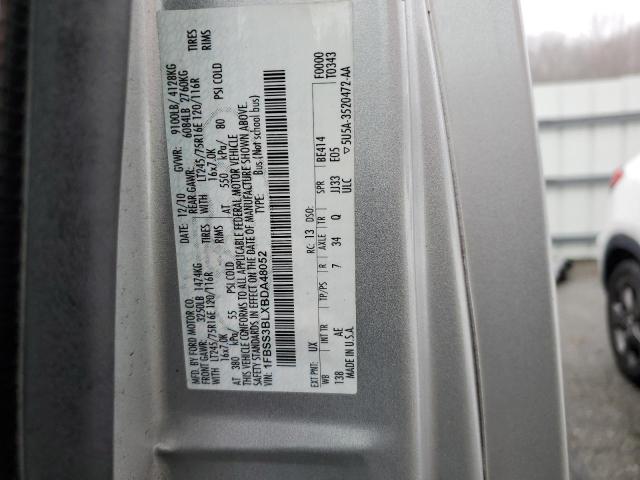 MFD. BY FORD MOTOR CO.
DATE: 12/10 GVWR: 9100LB/ 4128KG
FRONT GAWR: 3250LB 1474KG REAR GAWR: 6084LB 2760KG
WITH LT245/75R16E 120/116R TIRES WITH LT245/75R16E 120/116R TIRES
16x7.0K RIMS 16x7.0K RIMS
AT 380 kPa/ 55 PSI COLD AT 550 kPa/ 80 PSI COLD
THIS VEHICLE CONFORMS TO ALL APPLICABLE FEDERAL MOTOR VEHICLE
SAFETY STANDARDS IN EFFECT ON THE DATE OF MANUFACTURE SHOWN ABOVE.
VIN: 1FBSS3BLXBDA48052 TYPE: Bus (Not school bus)
F0000
T0343
EXT PNT: UX RC: 13 DSO: BE414
WB INT TR TP/PS R AXLE TR SPR E05
138 AE 7 34 Q JJ33
MADE IN U.S.A. ULC ▽5U5A-3520472-AA